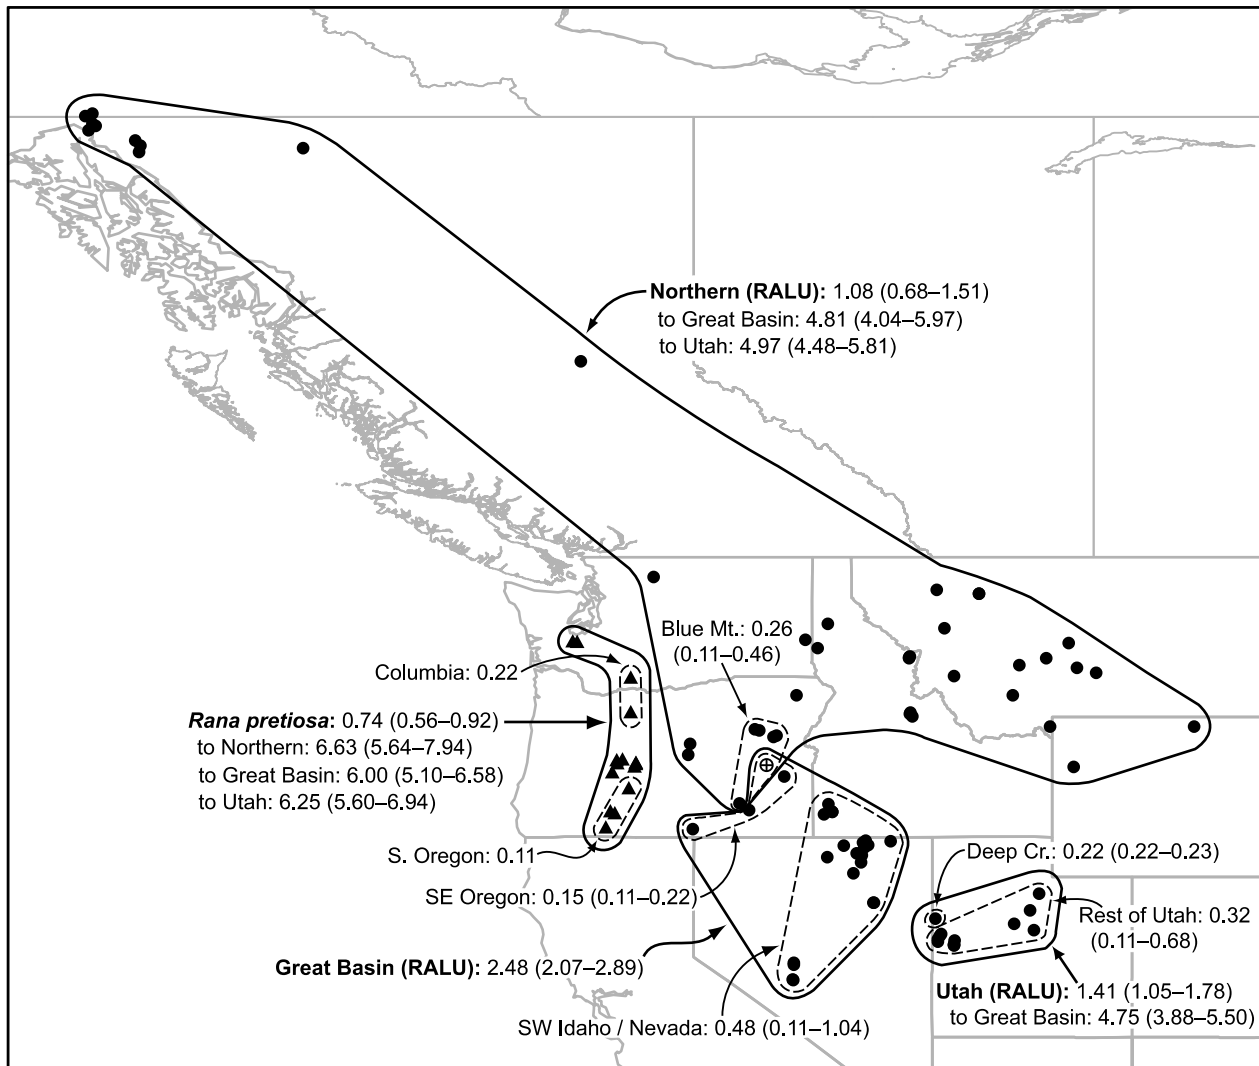 Northern (RALU): 1.08 (0.68–1.51)
to Great Basin: 4.81 (4.04–5.97)
to Utah: 4.97 (4.48–5.81)
Blue Mt.: 0.26
(0.11–0.46)
Columbia: 0.22
Rana pretiosa: 0.74 (0.56–0.92)
to Northern: 6.63 (5.64–7.94)
to Great Basin: 6.00 (5.10–6.58)
to Utah: 6.25 (5.60–6.94)
S. Oregon: 0.11
SE Oregon: 0.15 (0.11–0.22)
Deep Cr.: 0.22 (0.22–0.23)
Rest of Utah: 0.32
(0.11–0.68)
Great Basin (RALU): 2.48 (2.07–2.89)
Utah (RALU): 1.41 (1.05–1.78)
to Great Basin: 4.75 (3.88–5.50)
SW Idaho / Nevada: 0.48 (0.11–1.04)